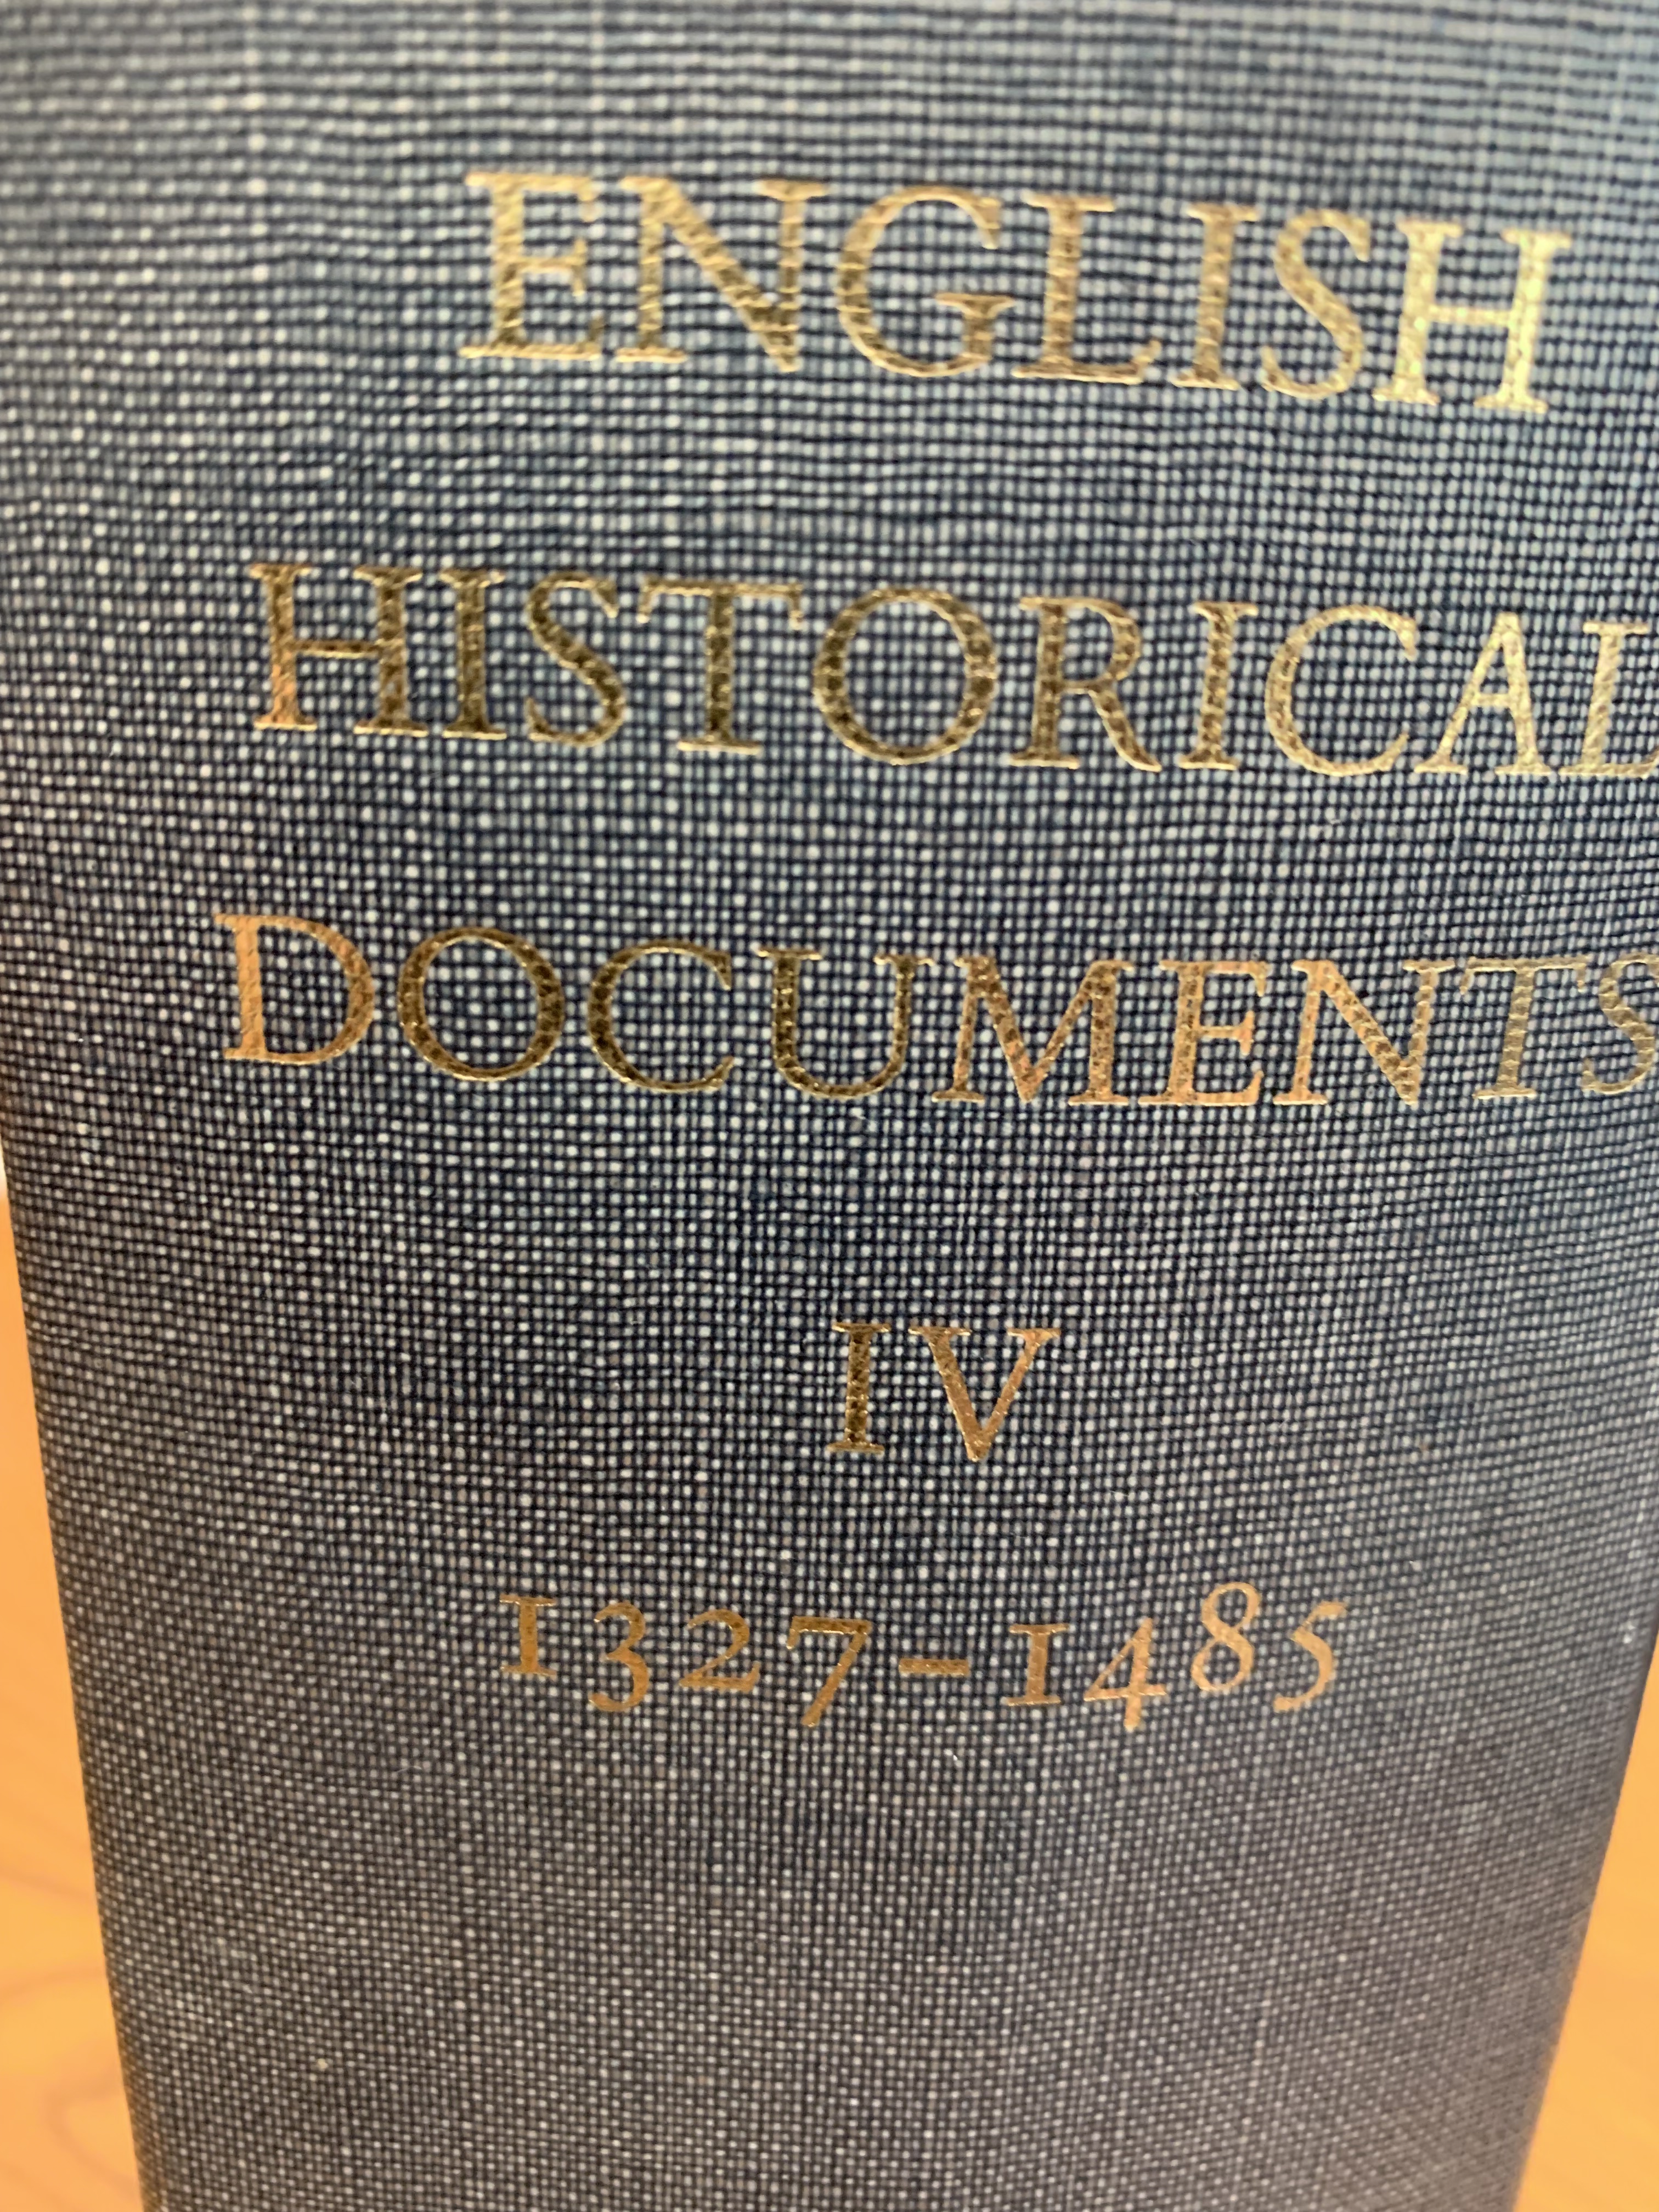 ENGLISH
HISTORICAL
DOCUMENTS
IV
1327–1485